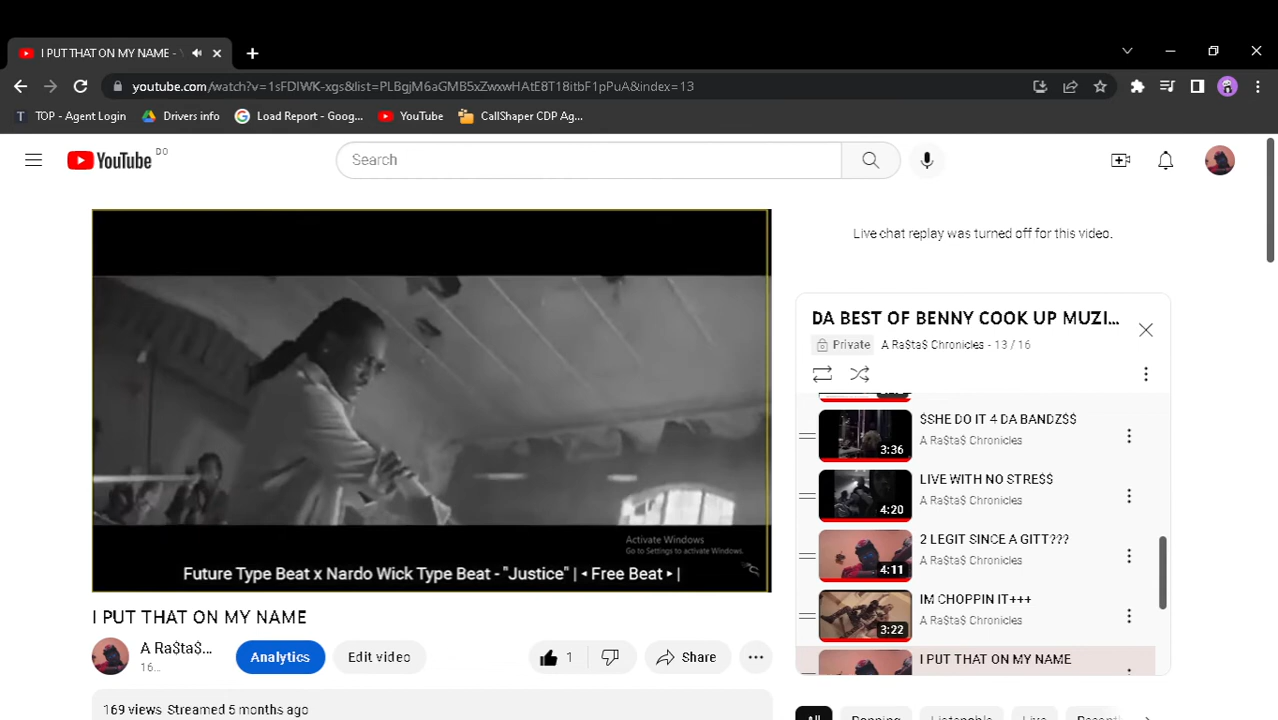 I PUT THAT ON MY NAME -
youtube.com/watch?v=1sFDIWK-xgs&list=PLBgjM6aGMB5xZwxwHAtE8T18itbF1pPuA&index=13
TOP - Agent Login
Drivers info
Load Report - Goog...
YouTube
CallShaper CDP Ag...
YouTube DO
Search
Live chat replay was turned off for this video.
Activate Windows
Go to Settings to activate Windows.
Future Type Beat x Nardo Wick Type Beat - "Justice" | ◂ Free Beat ▸ |
I PUT THAT ON MY NAME
A Ra$ta$...
16...
Analytics
Edit video
1
Share
169 views Streamed 5 months ago
DA BEST OF BENNY COOK UP MUZI...
Private A Ra$ta$ Chronicles - 13 / 16
$SHE DO IT 4 DA BANDZ$$
A Ra$ta$ Chronicles
3:36
LIVE WITH NO STRE$$
A Ra$ta$ Chronicles
4:20
2 LEGIT SINCE A GITT???
A Ra$ta$ Chronicles
4:11
IM CHOPPIN IT+++
A Ra$ta$ Chronicles
3:22
I PUT THAT ON MY NAME
All
Listenable
Live